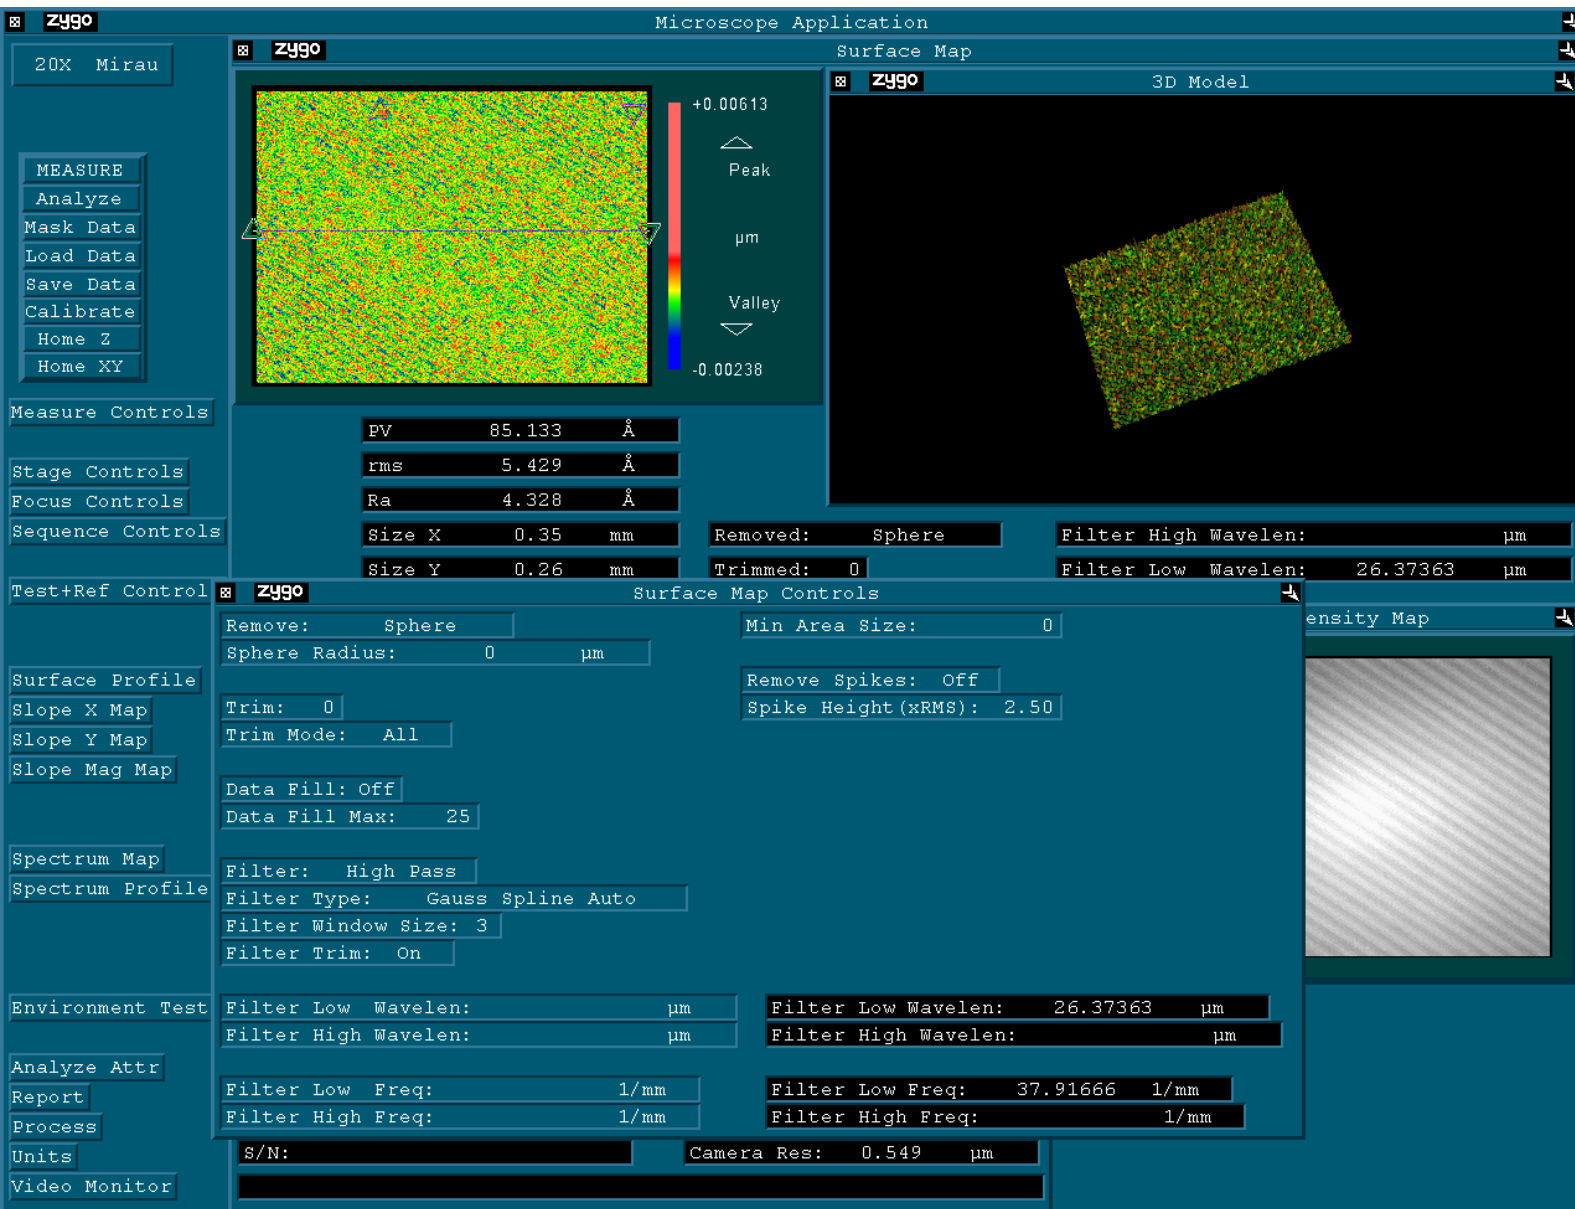 zygo Microscope Application
20X Mirau
zygo Surface Map
zygo 3D Model
+0.00613
Peak
µm
Valley
-0.00238
MEASURE
Analyze
Mask Data
Load Data
Save Data
Calibrate
Home Z
Home XY
Measure Controls
Stage Controls
Focus Controls
Sequence Controls
Test+Ref Control
Surface Profile
Slope X Map
Slope Y Map
Slope Mag Map
Spectrum Map
Spectrum Profile
Environment Test
Analyze Attr
Report
Process
Units
Video Monitor
PV 85.133 Å
rms 5.429 Å
Ra 4.328 Å
Size X 0.35 mm
Size Y 0.26 mm
Removed: Sphere
Trimmed: 0
Filter High Wavelen: µm
Filter Low Wavelen: 26.37363 µm
ensity Map
zygo Surface Map Controls
Remove: Sphere
Sphere Radius: 0 µm
Trim: 0
Trim Mode: All
Data Fill: Off
Data Fill Max: 25
Filter: High Pass
Filter Type: Gauss Spline Auto
Filter Window Size: 3
Filter Trim: On
Filter Low Wavelen: µm
Filter High Wavelen: µm
Filter Low Freq: 1/mm
Filter High Freq: 1/mm
Min Area Size: 0
Remove Spikes: Off
Spike Height(xRMS): 2.50
Filter Low Wavelen: 26.37363 µm
Filter High Wavelen: µm
Filter Low Freq: 37.91666 1/mm
Filter High Freq: 1/mm
S/N:
Camera Res: 0.549 µm